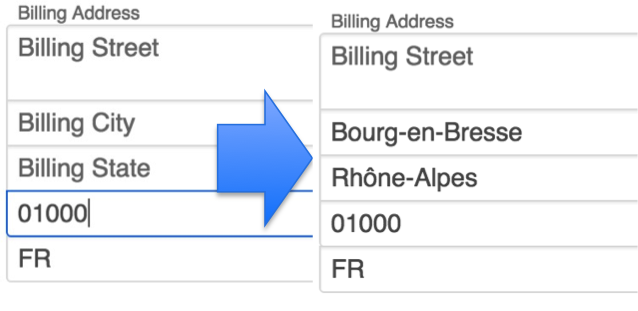 Billing Address
Billing Street
Billing City
Billing State
01000
FR
Billing Address
Billing Street
Bourg-en-Bresse
Rhône-Alpes
01000
FR